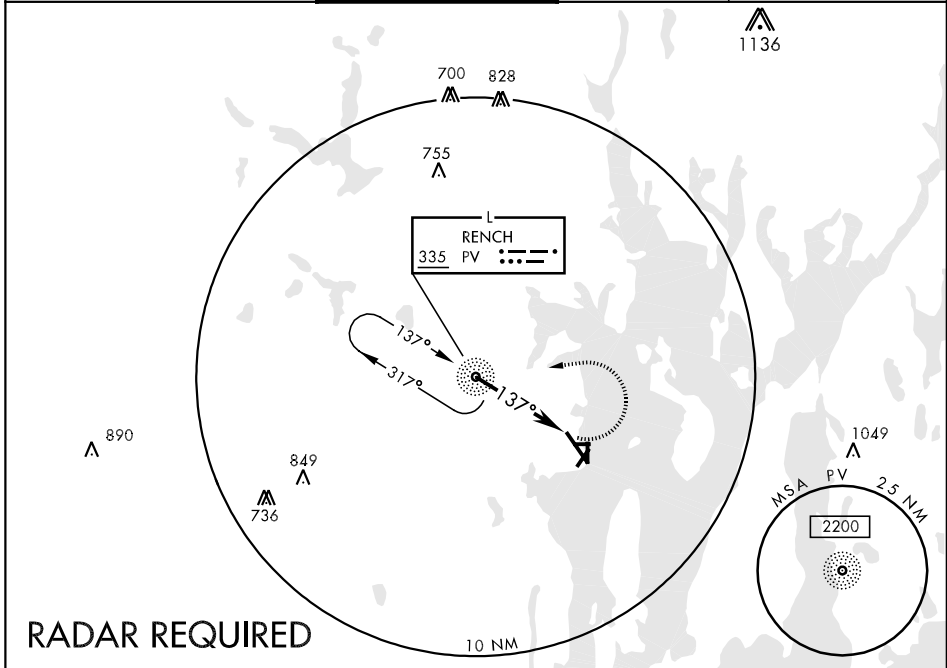 1136
700 828
755
L
RENCH
335 PV
137°
317°
137°
890
849
736
1049
MSA PV 25 NM
2200
RADAR REQUIRED
10 NM